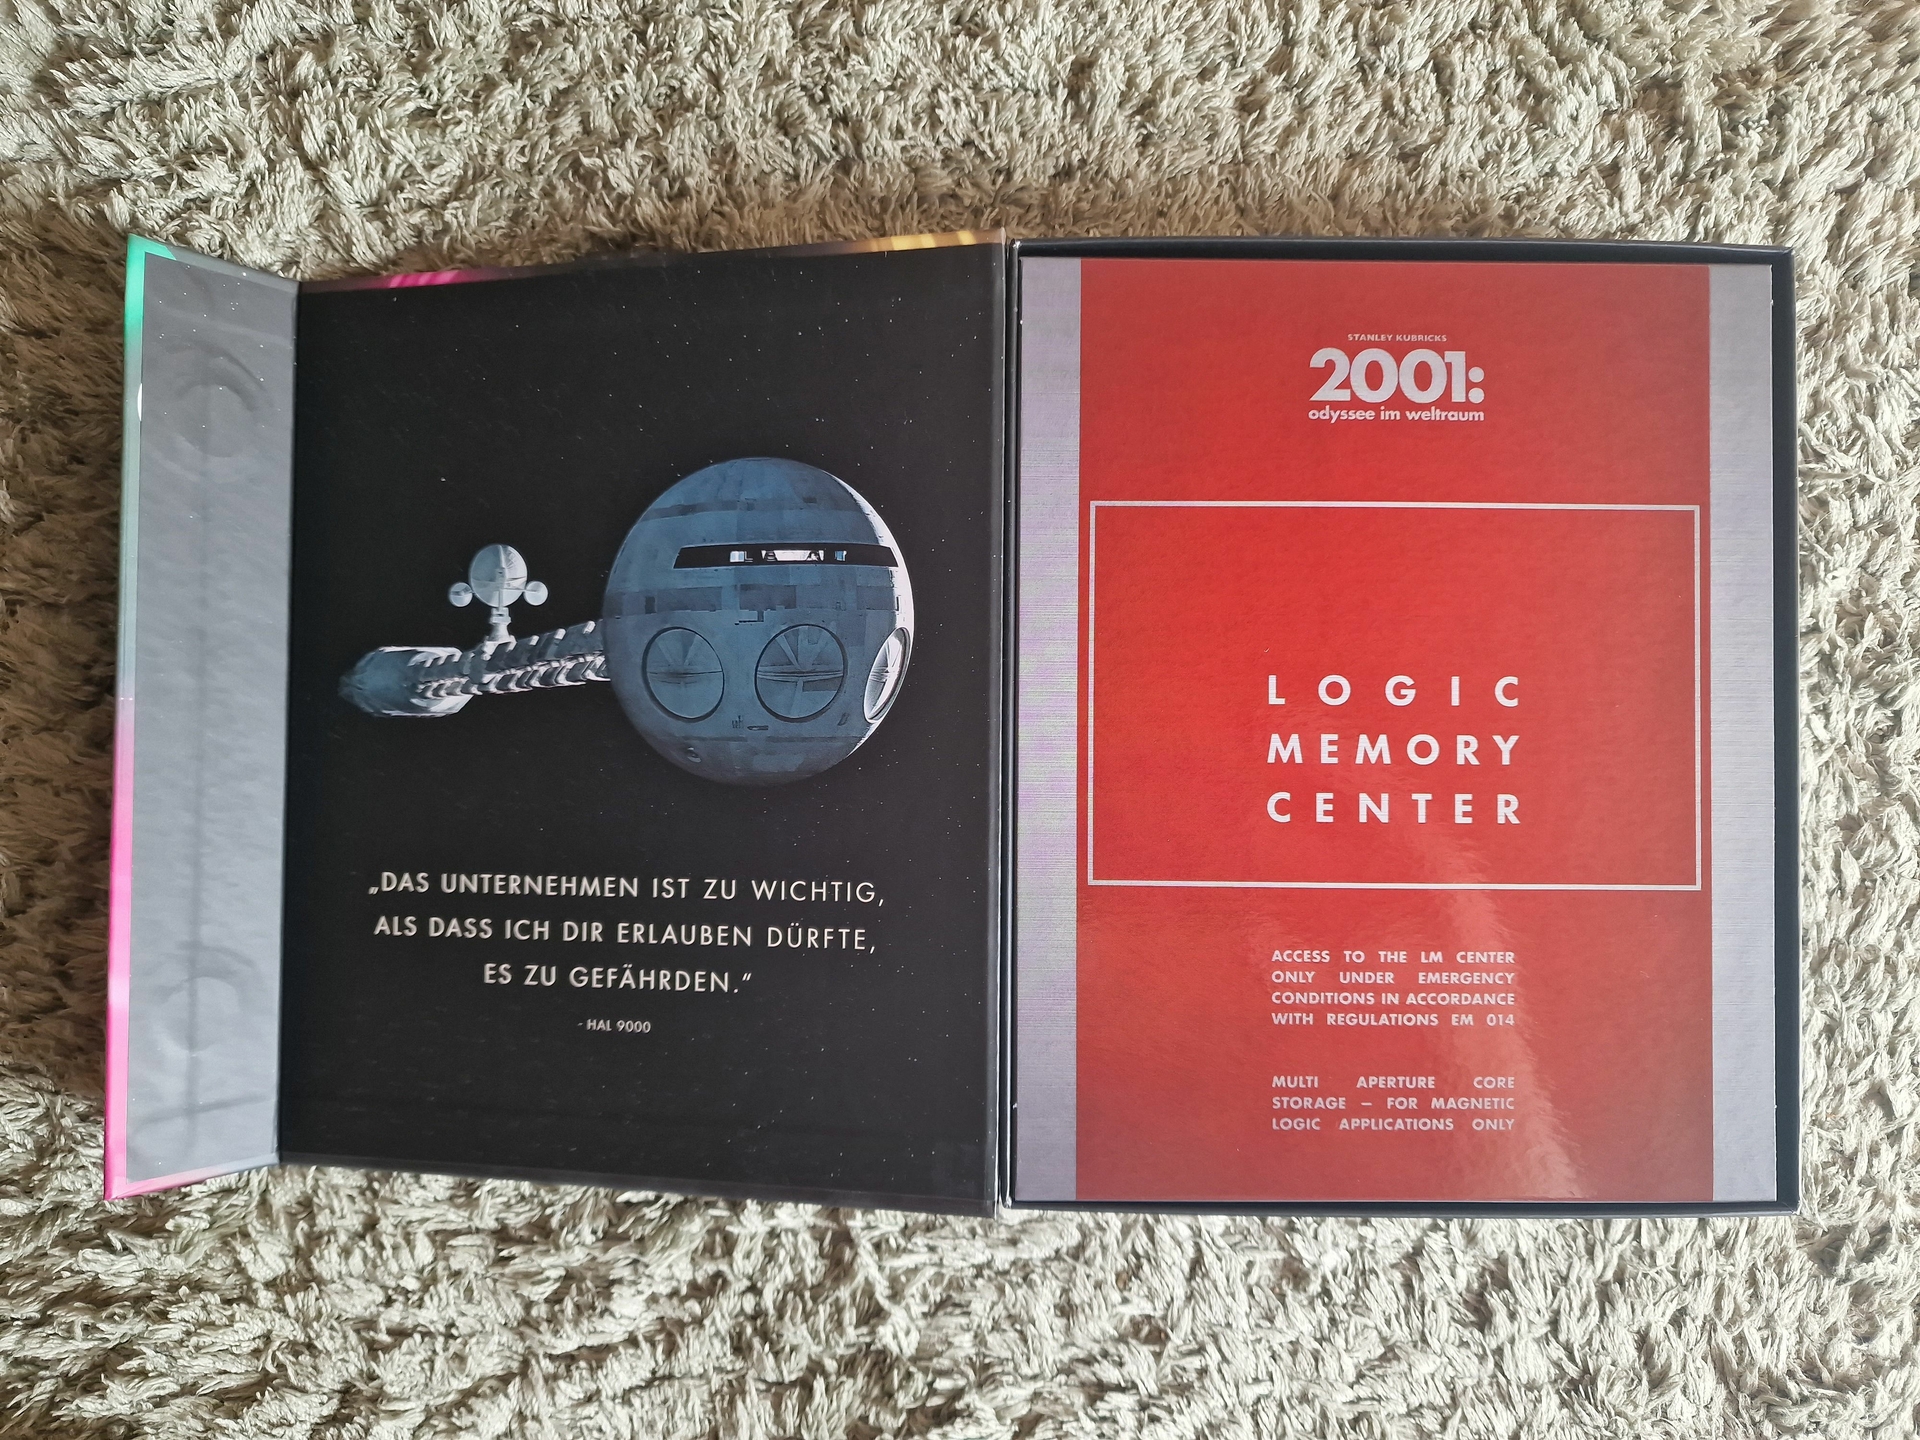 „DAS UNTERNEHMEN IST ZU WICHTIG,
ALS DASS ICH DIR ERLAUBEN DÜRFTE,
ES ZU GEFÄHRDEN.“
- HAL 9000
STANLEY KUBRICKS
2001:
odyssee im weltraum
LOGIC
MEMORY
CENTER
ACCESS TO THE LM CENTER
ONLY UNDER EMERGENCY
CONDITIONS IN ACCORDANCE
WITH REGULATIONS EM 014
MULTI APERTURE CORE
STORAGE – FOR MAGNETIC
LOGIC APPLICATIONS ONLY